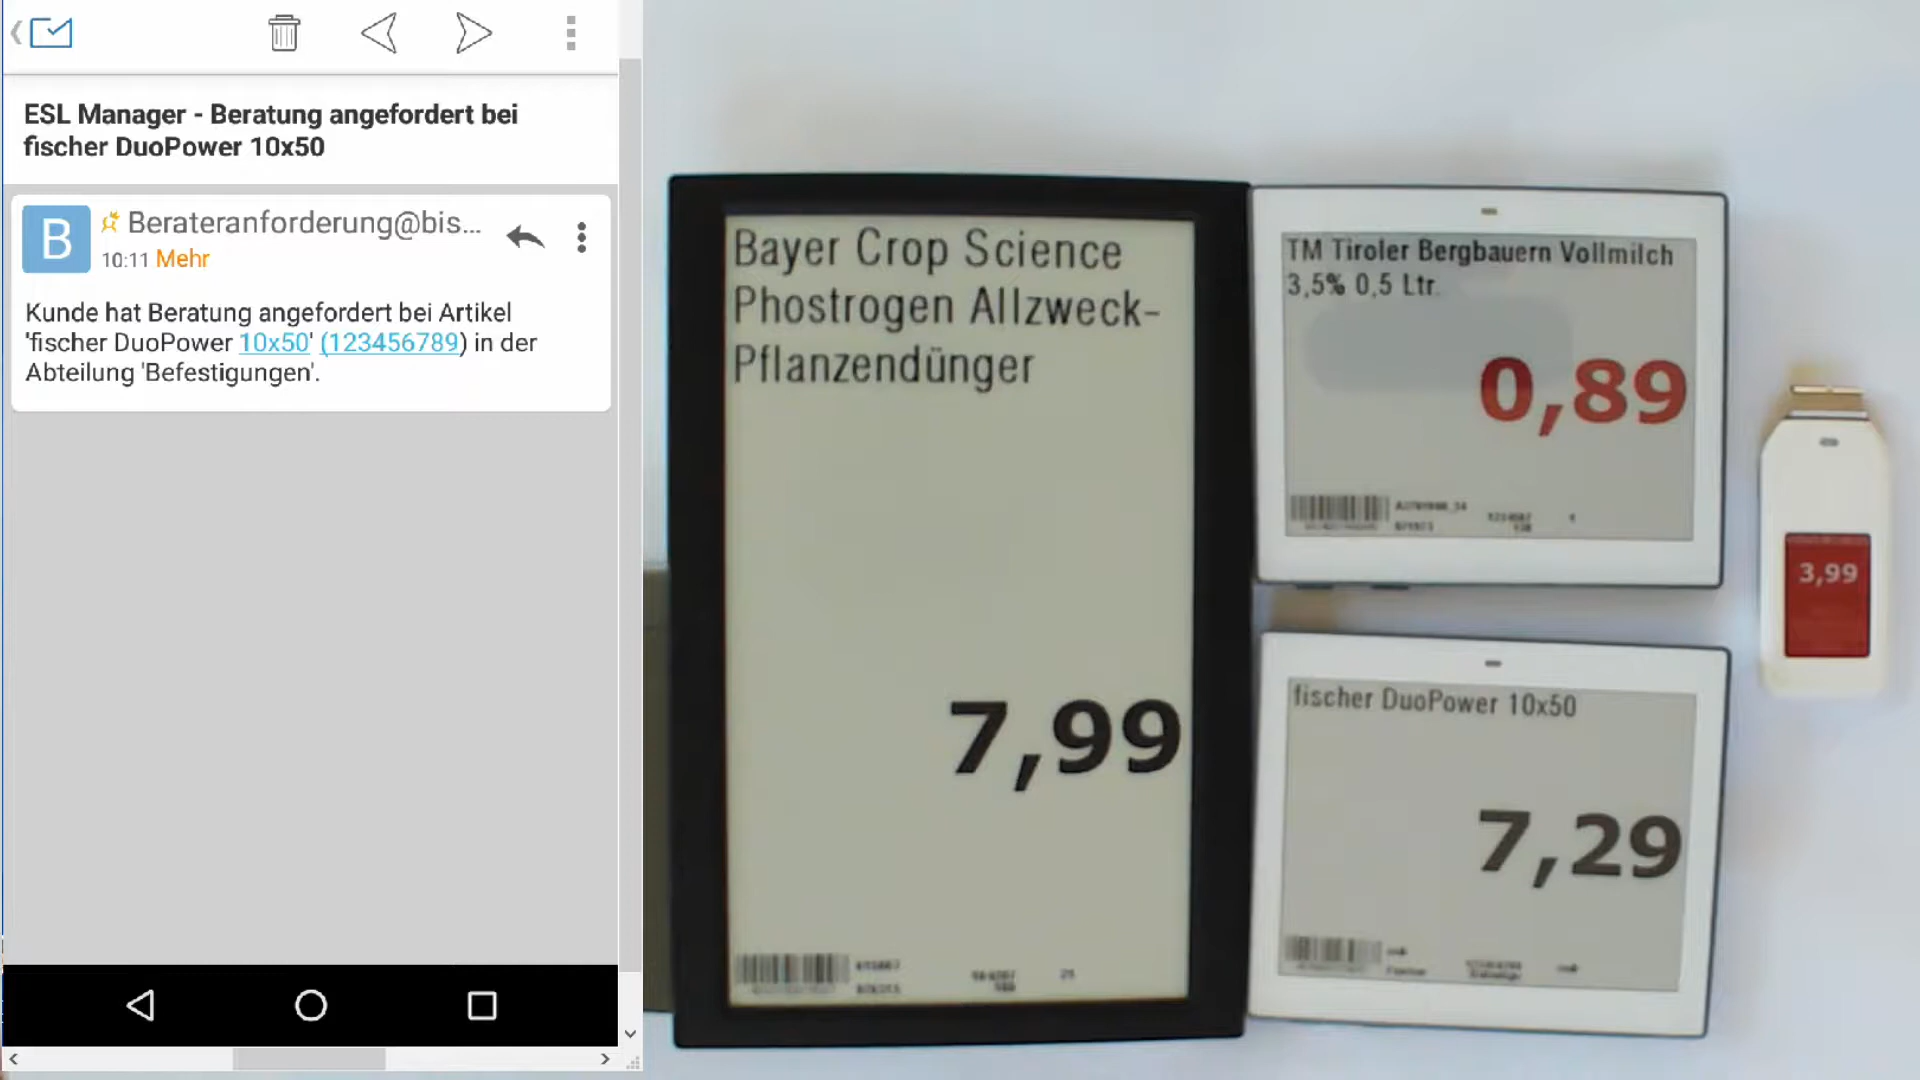 ESL Manager - Beratung angefordert bei
fischer DuoPower 10x50
B
Berateranforderung@bis...
10:11 Mehr
Kunde hat Beratung angefordert bei Artikel
'fischer DuoPower 10x50' (123456789) in der
Abteilung 'Befestigungen'.
Bayer Crop Science
Phostrogen Allzweck-
Pflanzendünger
7,99
TM Tiroler Bergbauern Vollmilch
3,5% 0,5 Ltr.
0,89
3,99
fischer DuoPower 10x50
7,29